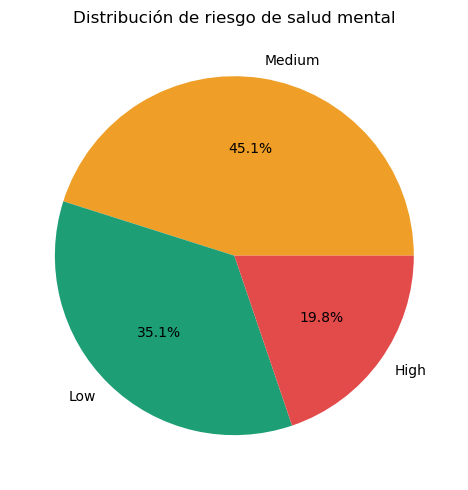 Distribución de riesgo de salud mental
Medium
45.1%
35.1%
19.8%
Low
High